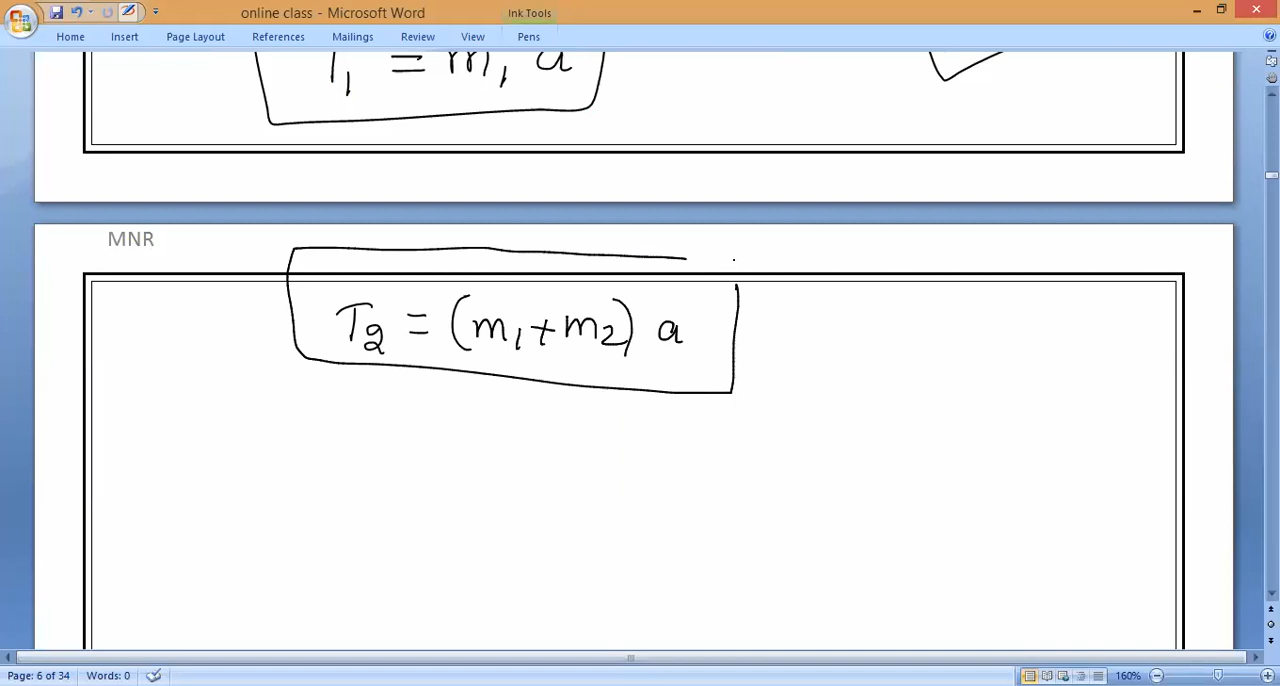 online class - Microsoft Word
Ink Tools
Home Insert Page Layout References Mailings Review View Pens
T₁ = m₁ a
MNR
T₂ = (m₁+m₂) a
Page: 6 of 34 Words: 0 160%